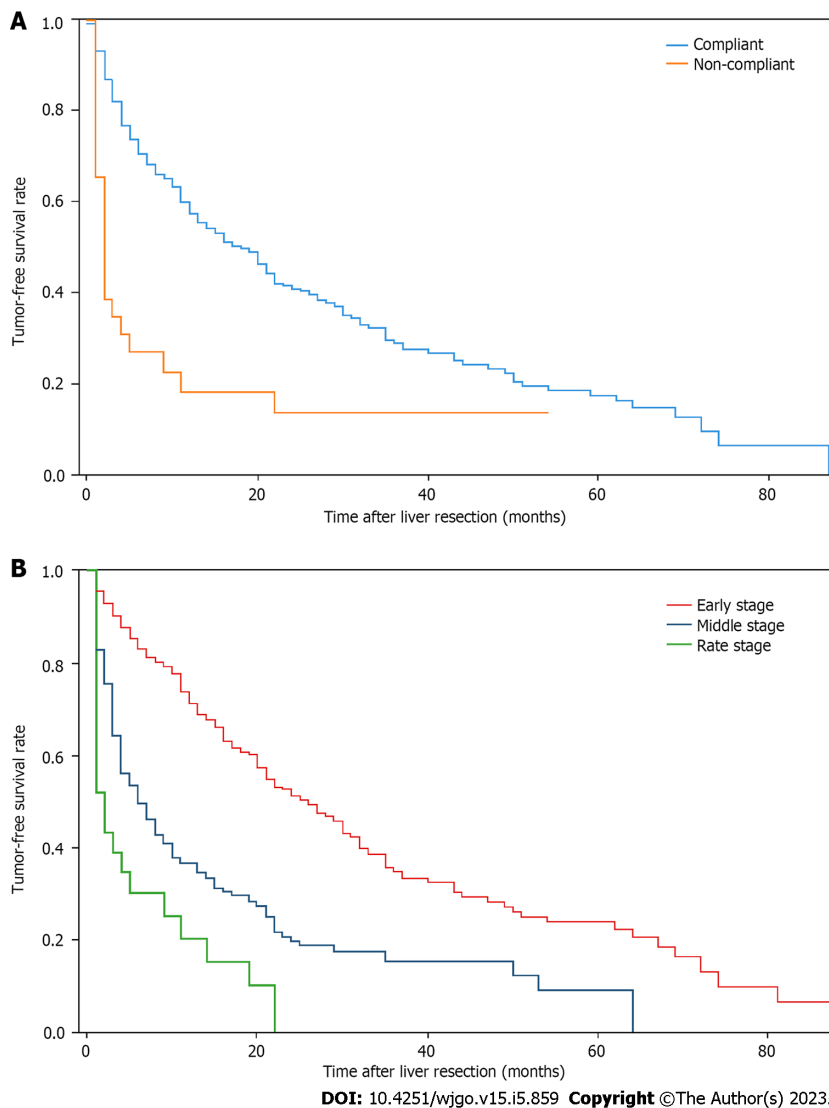 A
1.0
0.8
0.6
0.4
0.2
0.0
Tumor-free survival rate
Compliant
Non-compliant
0
20
40
60
80
Time after liver resection (months)
B
1.0
0.8
0.6
0.4
0.2
0.0
Tumor-free survival rate
Early stage
Middle stage
Rate stage
0
20
40
60
80
Time after liver resection (months)
DOI: 10.4251/wjgo.v15.i5.859 Copyright ©The Author(s) 2023.